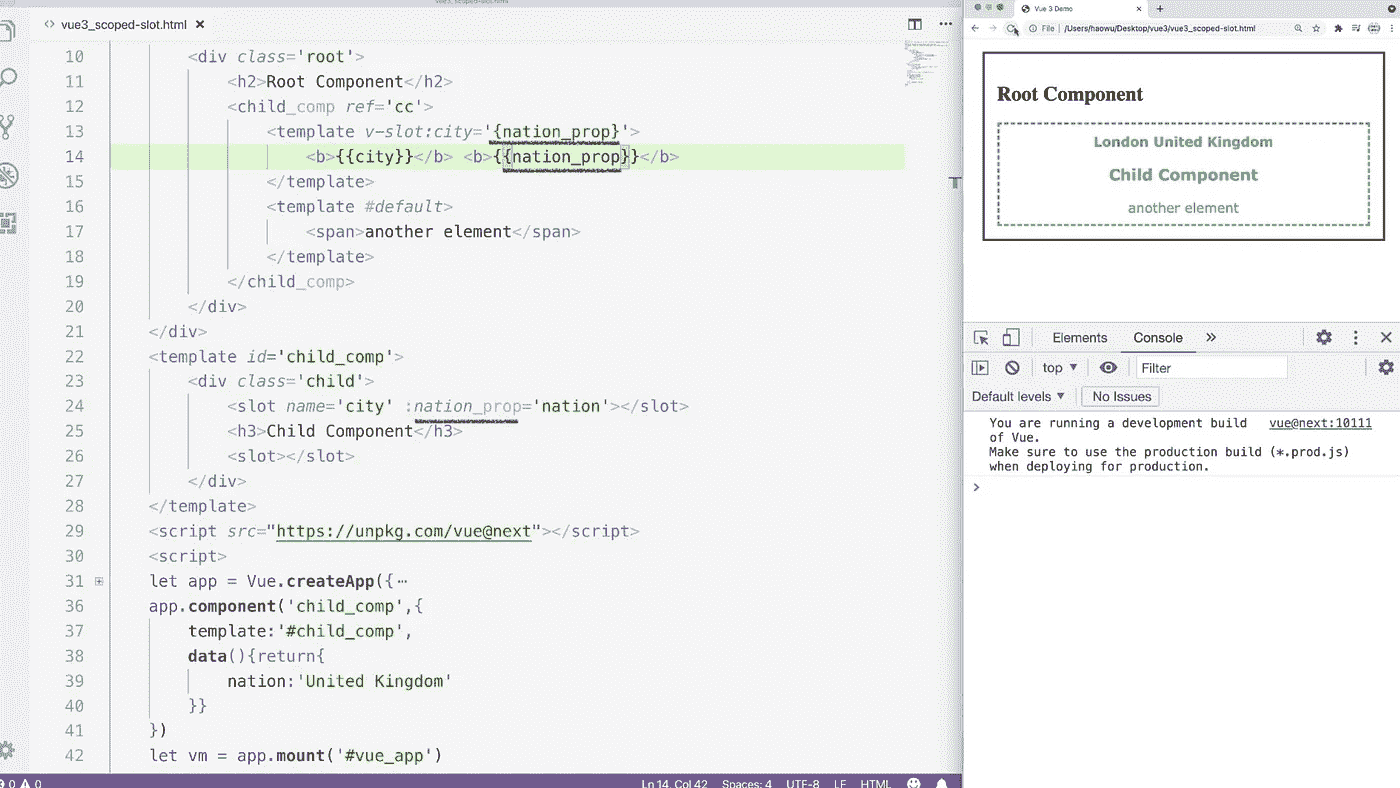 vue3_scoped-slot.html
<> vue3_scoped-slot.html ×
10 <div class='root'>
11 <h2>Root Component</h2>
12 <child_comp ref='cc'>
13 <template v-slot:city='{nation_prop}'>
14 <b>{{city}}</b> <b>{{nation_prop}}</b>
15 </template>
16 <template #default>
17 <span>another element</span>
18 </template>
19 </child_comp>
20 </div>
21 </div>
22 <template id='child_comp'>
23 <div class='child'>
24 <slot name='city' :nation_prop='nation'></slot>
25 <h3>Child Component</h3>
26 <slot></slot>
27 </div>
28 </template>
29 <script src="https://unpkg.com/vue@next"></script>
30 <script>
31 let app = Vue.createApp({⋯
36 app.component('child_comp',{
37 template:'#child_comp',
38 data(){return{
39 nation:'United Kingdom'
40 }}
41 })
42 let vm = app.mount('#vue_app')
0 0 Ln 14, Col 42 Spaces: 4 UTF-8 LF HTML
Vue 3 Demo
File | /Users/haowu/Desktop/vue3/vue3_scoped-slot.html
Root Component
London United Kingdom
Child Component
another element
Elements Console
top Filter
Default levels No Issues
You are running a development build vue@next:10111
of Vue.
Make sure to use the production build (*.prod.js)
when deploying for production.
>